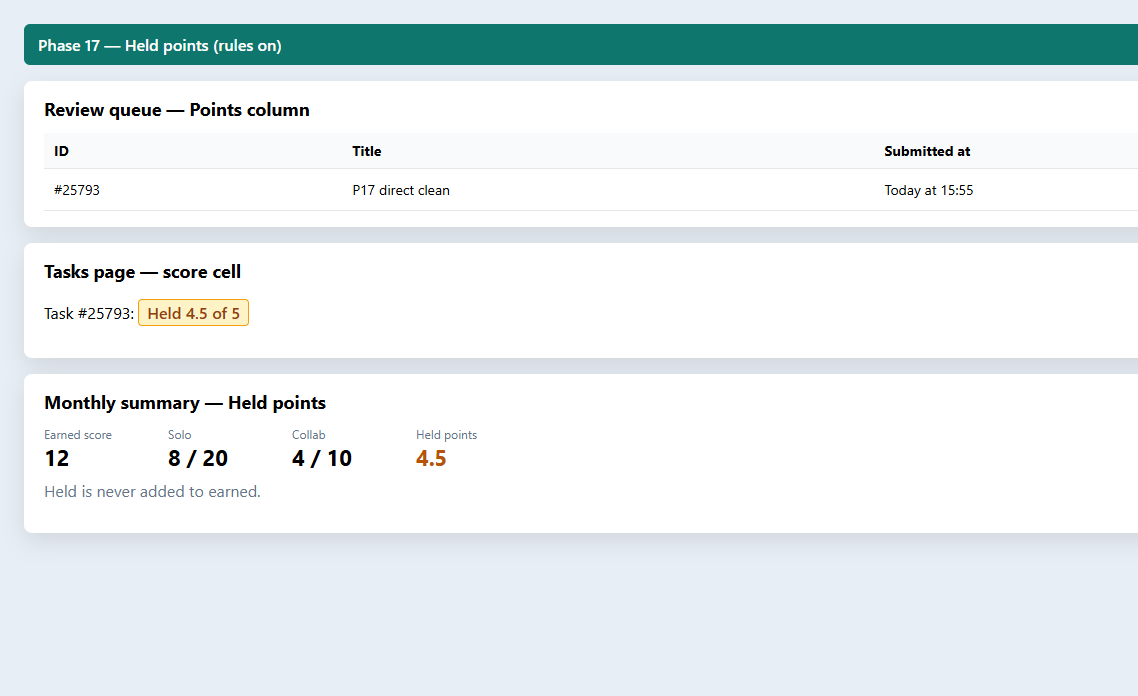 Phase 17 — Held points (rules on)
Review queue — Points column
ID Title Submitted at
#25793 P17 direct clean Today at 15:55
Tasks page — score cell
Task #25793: Held 4.5 of 5
Monthly summary — Held points
Earned score Solo Collab Held points
12 8 / 20 4 / 10 4.5
Held is never added to earned.